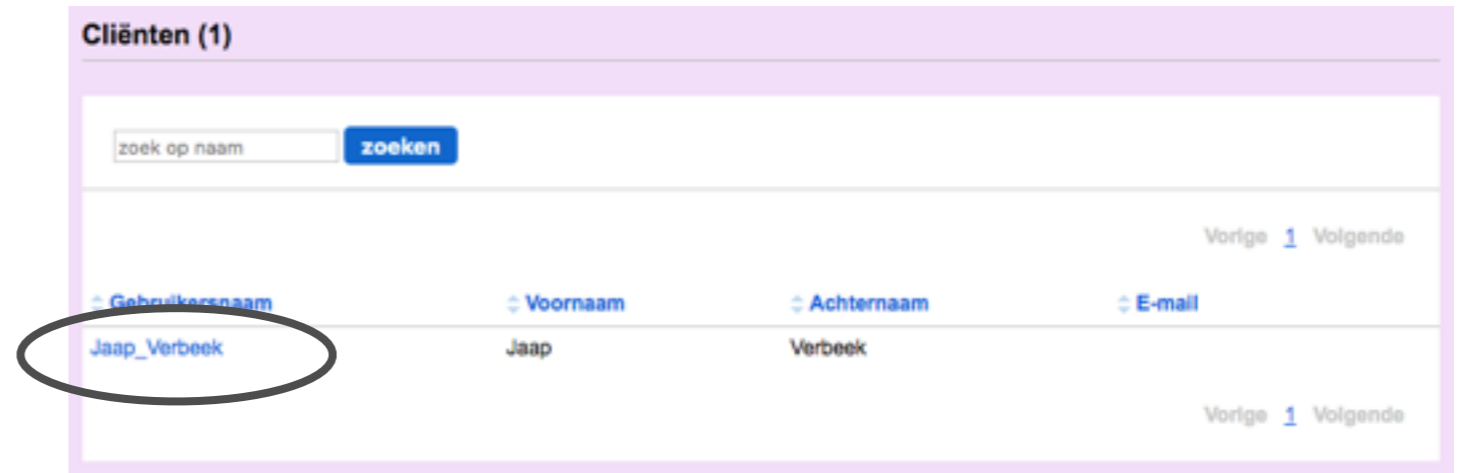 Cliënten (1)
zoek op naam zoeken
Vorige 1 Volgende
Gebruikersnaam Voornaam Achternaam E-mail
Jaap_Verbeek Jaap Verbeek
Vorige 1 Volgende